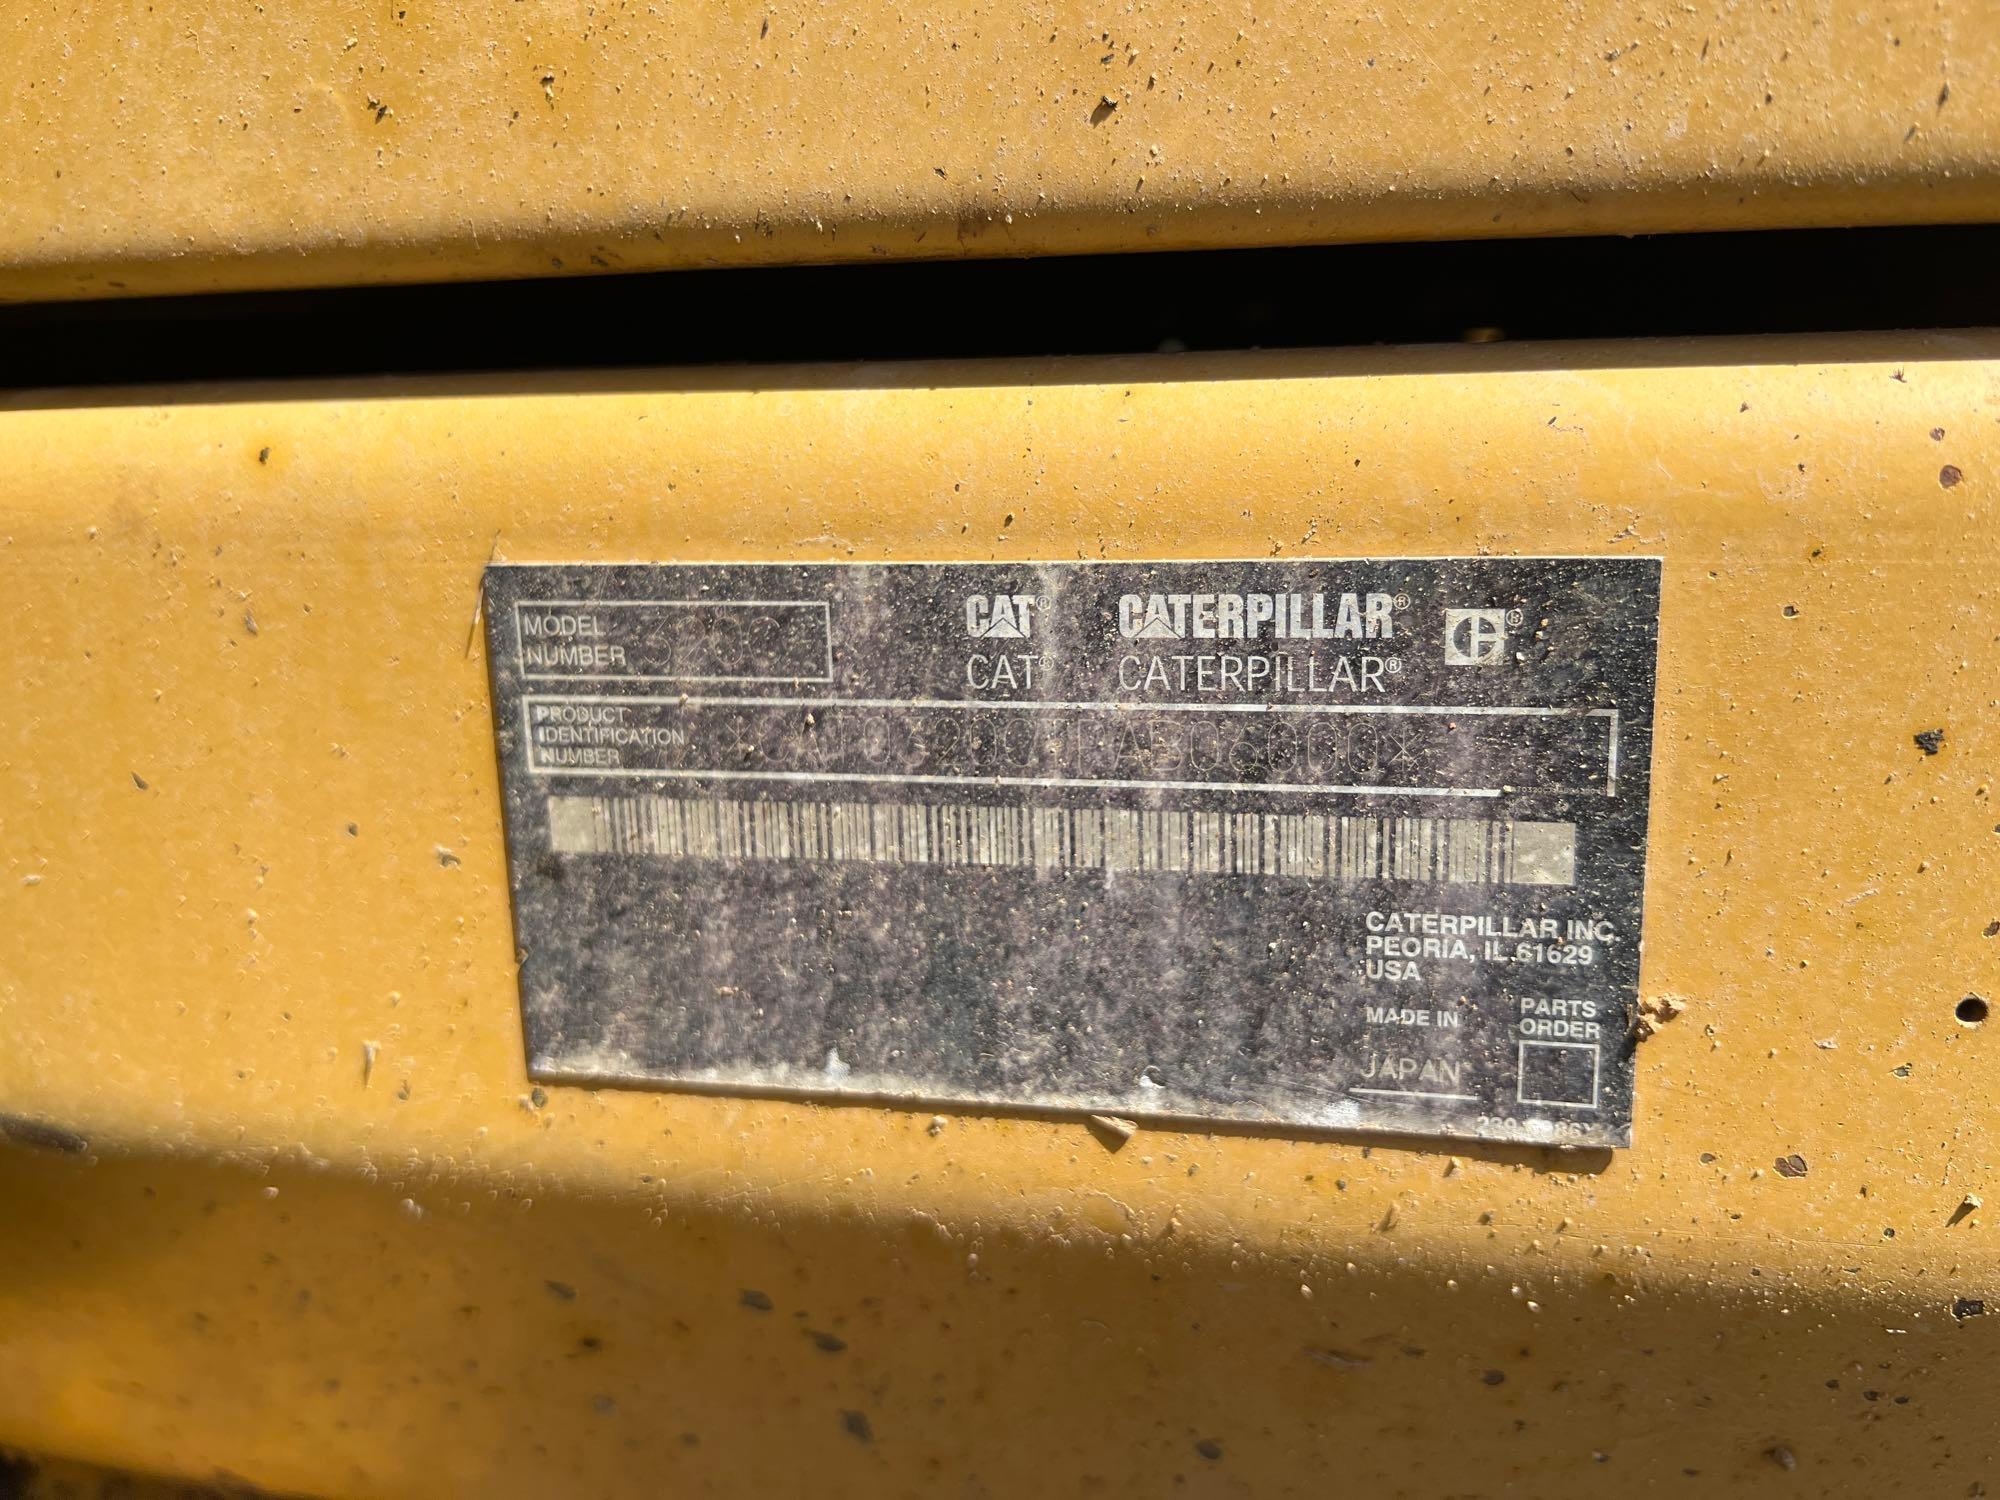 MODEL
NUMBER 320C
CAT® CATERPILLAR® ®
CAT® CATERPILLAR®
PRODUCT
IDENTIFICATION
NUMBER
CATERPILLAR INC.
PEORIA, IL 61629
USA
MADE IN
JAPAN
PARTS
ORDER